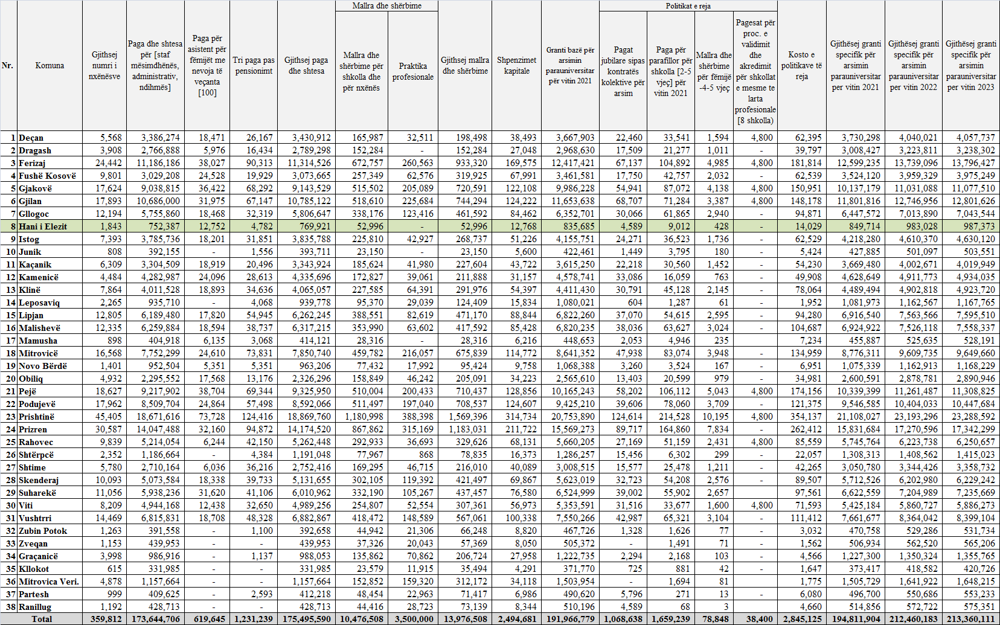 Mallra dhe shërbime
Politikat e reja
Nr.
Komuna
Gjithsej
numri i
nxënësve
Paga dhe shtesa
për [staf
mësimdhënës,
administrativ,
ndihmës]
Paga për
asistent për
fëmijët me
nevoja të
veçanta
[100]
Tri paga pas
pensionimt
Gjithsej paga
dhe shtesa
Mallra dhe
shërbime për
shkolla dhe
për nxënës
Praktika
profesionale
Gjithsej mallra
dhe shërbime
Shpenzimet
kapitale
Granti bazë për
arsimin
parauniversitar
për vitin 2021
Pagat
jubilare sipas
kontratës
kolektive për
arsim
Paga për
parafillor për
shkolla [2-5
vjeç] për
vitin 2021
Mallra dhe
shërbime
për fëmijë
-4-5 vjeç
Pagesat për
proc. e
validimit
dhe
akredimit
për shkollat
e mesme te
larta
profesionale
[8 shkolla)
Kosto e
politikave të
reja
Gjithësej granti
specifik për
arsimin
parauniversitar
per vitin 2021
Gjithësej granti
specifik për
arsimin
parauniversitar
per vitin 2022
Gjithësej granti
specifik për
arsimin
parauniversitar
per vitin 2023
1 Deçan 5,568 3,386,274 18,471 26,167 3,430,912 165,987 32,511 198,498 38,493 3,667,903 22,460 33,541 1,594 4,800 62,395 3,730,298 4,040,021 4,057,737
2 Dragash 3,908 2,766,888 5,976 16,434 2,789,298 152,284 - 152,284 27,048 2,968,630 17,509 21,277 1,011 - 39,797 3,008,427 3,223,811 3,238,302
3 Ferizaj 24,442 11,186,186 38,027 90,313 11,314,526 672,757 260,563 933,320 169,575 12,417,421 67,137 104,892 4,985 4,800 181,814 12,599,235 13,739,096 13,796,427
4 Fushë Kosovë 9,801 3,029,208 24,528 19,929 3,073,665 257,349 62,576 319,925 67,991 3,461,581 17,750 42,757 2,032 - 62,539 3,524,120 3,959,329 3,975,249
5 Gjakovë 17,624 9,038,815 36,422 68,292 9,143,529 515,502 205,089 720,591 122,108 9,986,228 54,941 87,072 4,138 4,800 150,951 10,137,179 11,031,088 11,077,510
6 Gjilan 17,893 10,686,000 31,975 67,147 10,785,122 518,610 225,684 744,294 124,222 11,653,638 68,707 71,284 3,387 4,800 148,178 11,801,816 12,746,956 12,801,626
7 Gllogoc 12,194 5,755,860 18,468 32,319 5,806,647 338,176 123,416 461,592 84,462 6,352,701 30,066 61,865 2,940 - 94,871 6,447,572 7,013,890 7,043,544
8 Hani i Elezit 1,843 752,387 12,752 4,782 769,921 52,996 - 52,996 12,768 835,685 4,589 9,012 428 - 14,029 849,714 983,028 987,373
9 Istog 7,393 3,785,736 18,201 31,851 3,835,788 225,810 42,927 268,737 51,226 4,155,751 24,271 36,523 1,736 - 62,529 4,218,280 4,610,370 4,630,120
10 Junik 808 392,155 - 1,556 393,711 23,150 - 23,150 5,600 422,461 1,449 3,795 180 - 5,424 427,885 501,097 503,551
11 Kaçanik 6,309 3,304,509 18,919 20,496 3,343,924 185,624 41,980 227,604 43,722 3,615,250 22,218 30,560 1,452 - 54,230 3,669,480 4,002,671 4,019,949
12 Kamenicë 4,484 4,282,987 24,096 28,613 4,335,696 172,827 39,061 211,888 31,157 4,578,741 33,086 16,059 763 - 49,908 4,628,649 4,911,773 4,934,035
13 Klinë 7,864 4,011,528 18,893 34,636 4,065,057 227,585 64,391 291,976 54,397 4,411,430 30,791 45,128 2,145 - 78,064 4,489,494 4,902,818 4,923,720
14 Leposaviq 2,265 935,710 - 4,068 939,778 95,370 29,039 124,409 15,834 1,080,021 604 1,287 61 - 1,952 1,081,973 1,162,567 1,167,765
15 Lipjan 12,805 6,189,480 17,820 54,945 6,262,245 388,551 82,619 471,170 88,844 6,822,260 37,070 54,615 2,595 - 94,280 6,916,540 7,563,566 7,595,510
16 Malishevë 12,335 6,259,884 18,594 38,737 6,317,215 353,990 63,602 417,592 85,428 6,820,235 38,036 63,627 3,024 - 104,687 6,924,922 7,526,118 7,558,337
17 Mamusha 898 404,918 6,135 3,068 414,121 28,316 - 28,316 6,216 448,653 2,053 4,946 235 7,234 455,887 525,635 528,191
18 Mitrovicë 16,568 7,752,299 24,610 73,831 7,850,740 459,782 216,057 675,839 114,772 8,641,352 47,938 83,074 3,948 - 134,959 8,776,311 9,609,735 9,649,660
19 Novo Bërdë 1,401 952,504 5,351 5,351 963,206 77,432 17,992 95,424 9,758 1,068,388 3,260 3,524 167 - 6,951 1,075,339 1,162,913 1,168,229
20 Obiliq 4,932 2,295,552 17,568 13,176 2,326,296 158,849 46,242 205,091 34,223 2,565,610 13,403 20,599 979 - 34,981 2,600,591 2,878,781 2,890,946
21 Pejë 18,627 9,217,902 38,704 69,344 9,325,950 510,004 200,433 710,437 128,856 10,165,243 58,202 106,112 5,043 4,800 174,156 10,339,399 11,261,487 11,308,825
22 Podujevë 17,962 8,509,704 24,864 57,498 8,592,066 511,497 197,040 708,537 124,607 9,425,210 39,606 78,060 3,709 - 121,375 9,546,585 10,404,033 10,447,684
23 Prishtinë 45,405 18,671,616 73,728 124,416 18,869,760 1,180,998 388,398 1,569,396 314,734 20,753,890 124,614 214,528 10,195 4,800 354,137 21,108,027 23,193,296 23,288,592
24 Prizren 30,587 14,047,488 32,160 94,872 14,174,520 867,862 315,169 1,183,031 211,722 15,569,273 89,717 164,860 7,834 - 262,412 15,831,684 17,270,596 17,342,299
25 Rahovec 9,839 5,214,054 6,244 42,150 5,262,448 292,933 36,693 329,626 68,131 5,660,205 27,169 51,159 2,431 4,800 85,559 5,745,764 6,223,738 6,250,657
26 Shtërpcë 2,352 1,186,664 - 4,384 1,191,048 77,967 868 78,835 16,373 1,286,257 15,456 6,302 299 - 22,057 1,308,313 1,408,562 1,415,023
27 Shtime 5,780 2,710,164 6,036 36,216 2,752,416 169,295 46,715 216,010 40,089 3,008,515 15,577 25,478 1,211 - 42,265 3,050,780 3,344,426 3,358,732
28 Skenderaj 10,093 5,073,584 18,338 39,733 5,131,655 302,105 119,392 421,497 69,867 5,623,019 32,723 54,208 2,576 - 89,507 5,712,526 6,202,980 6,229,242
29 Suharekë 11,056 5,938,236 31,620 41,106 6,010,962 332,190 105,267 437,457 76,580 6,524,999 39,002 55,902 2,657 97,561 6,622,559 7,204,989 7,235,669
30 Viti 8,209 4,944,168 12,438 32,650 4,989,256 254,807 52,554 307,361 56,973 5,353,591 31,516 33,677 1,600 4,800 71,593 5,425,184 5,860,727 5,886,273
31 Vushtrri 14,469 6,815,831 18,708 48,328 6,882,867 418,472 148,589 567,061 100,338 7,550,266 42,987 65,321 3,104 - 111,412 7,661,677 8,364,042 8,399,104
32 Zubin Potok 1,263 391,558 - 1,100 392,658 44,942 21,306 66,248 8,820 467,726 1,328 1,626 77 - 3,032 470,758 529,286 531,734
33 Zveqan 1,153 439,953 - - 439,953 37,326 20,043 57,369 8,050 505,372 - 1,491 71 - 1,562 506,934 562,520 565,206
34 Graçanicë 3,998 986,916 - 1,137 988,053 135,862 70,862 206,724 27,958 1,222,735 2,294 2,168 103 - 4,566 1,227,300 1,350,324 1,355,765
35 Kllokot 615 331,985 - - 331,985 23,579 11,915 35,494 4,291 371,770 725 881 42 - 1,647 373,417 418,582 420,726
36 Mitrovica Veri. 4,878 1,157,664 - - 1,157,664 152,852 159,320 312,172 34,118 1,503,954 - 1,694 81 - 1,775 1,505,729 1,641,922 1,648,215
37 Partesh 999 409,625 - 2,593 412,218 48,454 22,963 71,417 6,986 490,620 5,796 271 13 - 6,080 496,700 550,686 553,233
38 Ranillug 1,192 428,713 - - 428,713 44,416 28,723 73,139 8,344 510,196 4,589 68 3 - 4,660 514,856 572,722 575,351
Total 359,812 173,644,706 619,645 1,231,239 175,495,590 10,476,508 3,500,000 13,976,508 2,494,681 191,966,779 1,068,638 1,659,239 78,848 38,400 2,845,125 194,811,904 212,460,183 213,360,111